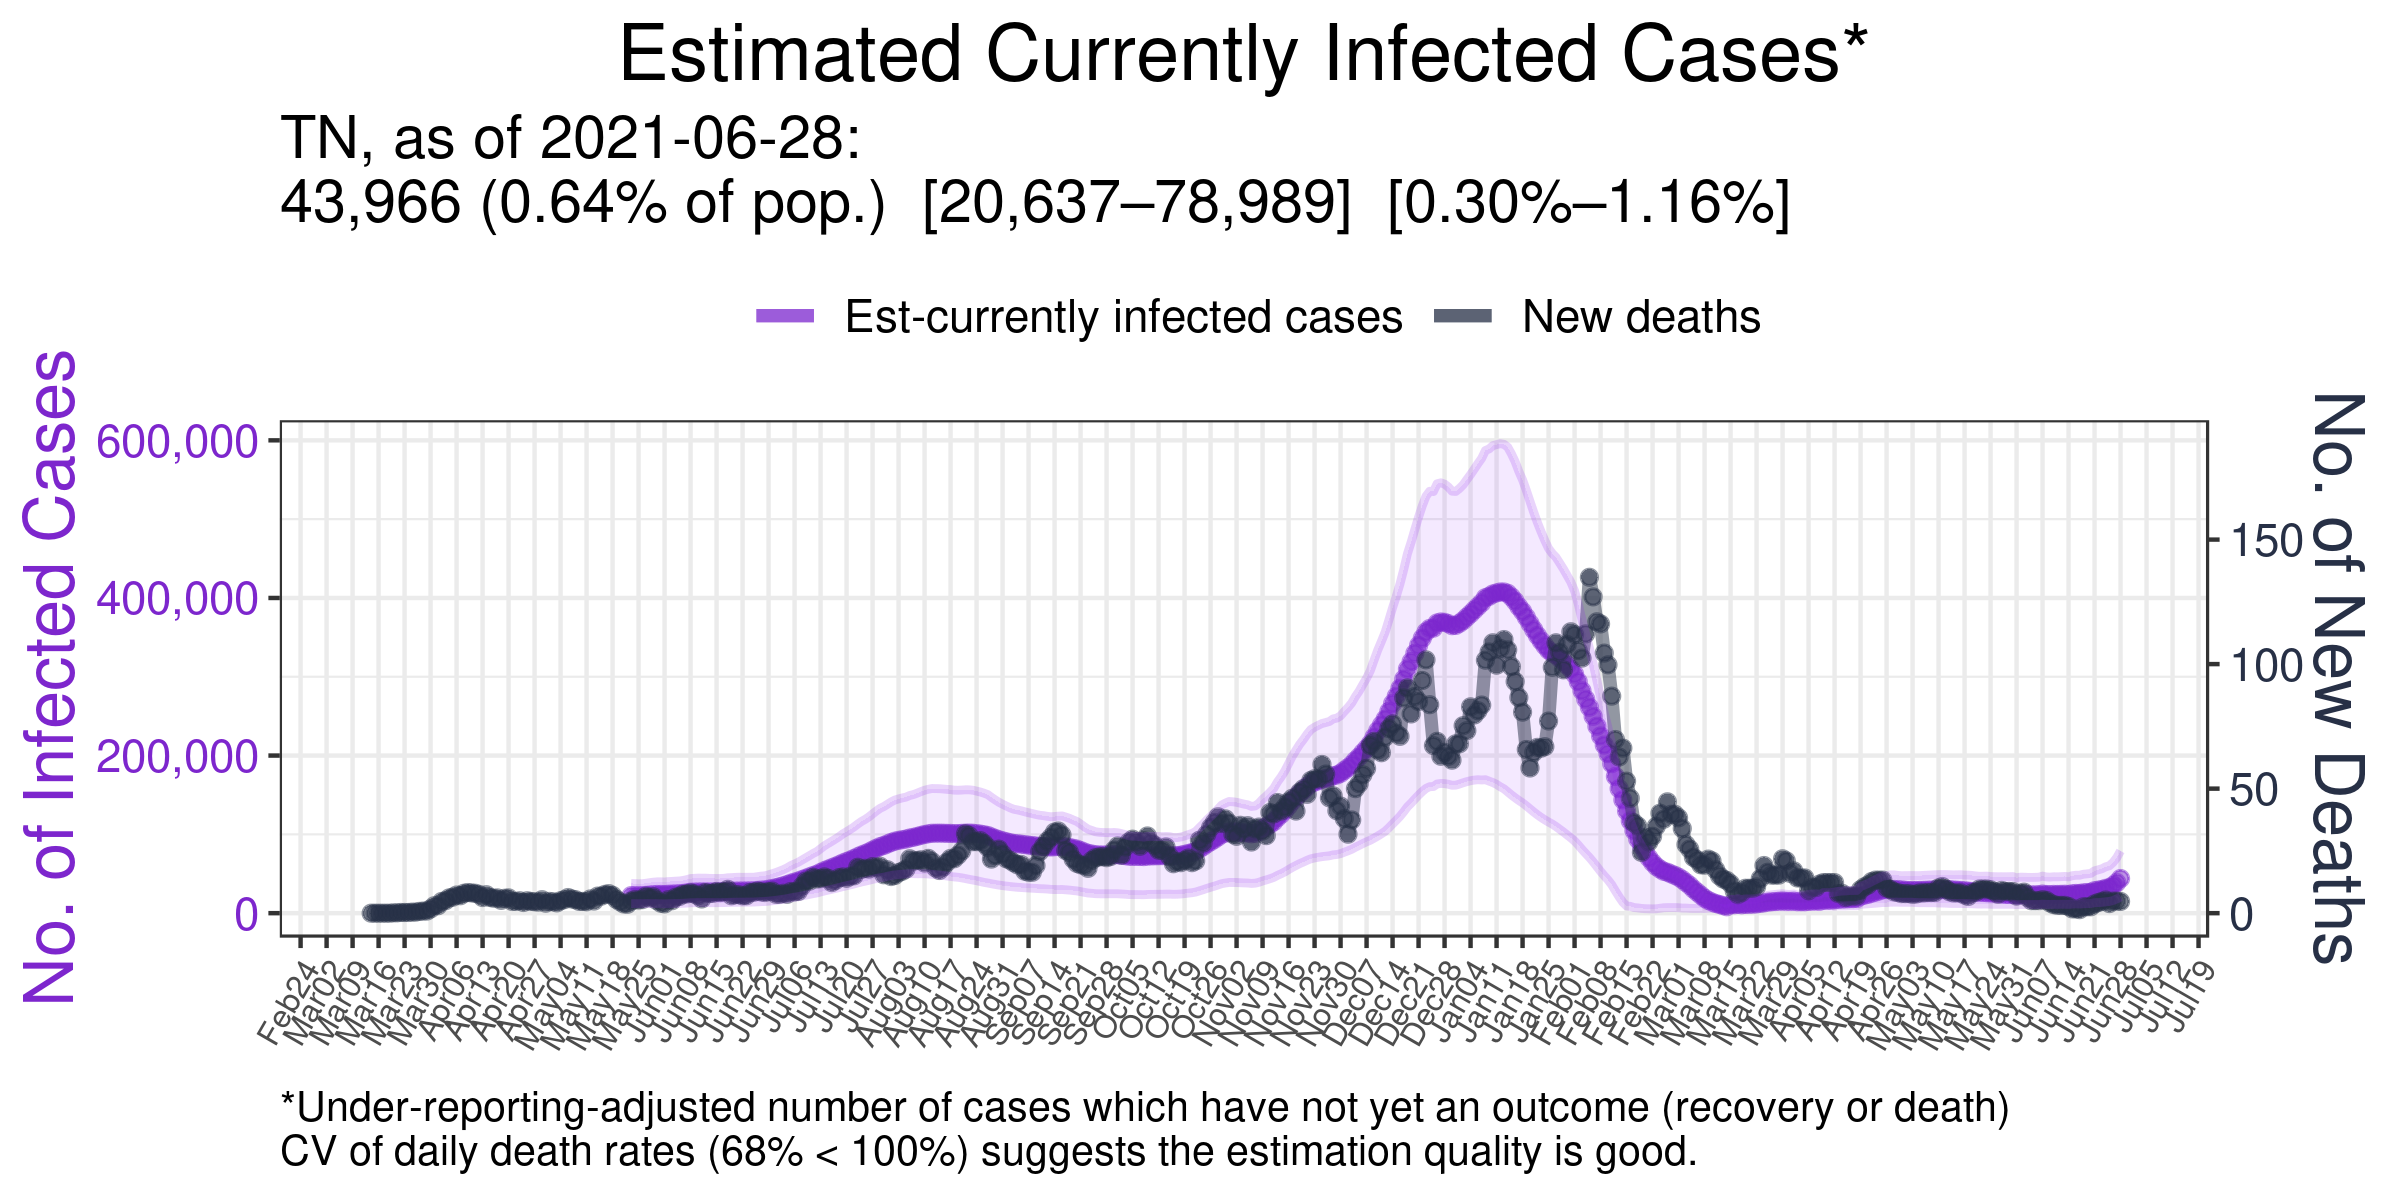 Estimated Currently Infected Cases*
TN, as of 2021-06-28:
43,966 (0.64% of pop.) [20,637–78,989] [0.30%–1.16%]
Est-currently infected cases
New deaths
No. of Infected Cases
600,000
400,000
200,000
0
No. of New Deaths
150
100
50
0
Feb24
Mar02
Mar09
Mar16
Mar23
Mar30
Apr06
Apr13
Apr20
Apr27
May04
May11
May18
May25
Jun01
Jun08
Jun15
Jun22
Jun29
Jul06
Jul13
Jul20
Jul27
Aug03
Aug10
Aug17
Aug24
Aug31
Sep07
Sep14
Sep21
Sep28
Oct05
Oct12
Oct19
Oct26
Nov02
Nov09
Nov16
Nov23
Nov30
Dec07
Dec14
Dec21
Dec28
Jan04
Jan11
Jan18
Jan25
Feb01
Feb08
Feb15
Feb22
Mar01
Mar08
Mar15
Mar22
Mar29
Apr05
Apr12
Apr19
Apr26
May03
May10
May17
May24
May31
Jun07
Jun14
Jun21
Jun28
Jul05
Jul12
Jul19
*Under-reporting-adjusted number of cases which have not yet an outcome (recovery or death)
CV of daily death rates (68% < 100%) suggests the estimation quality is good.